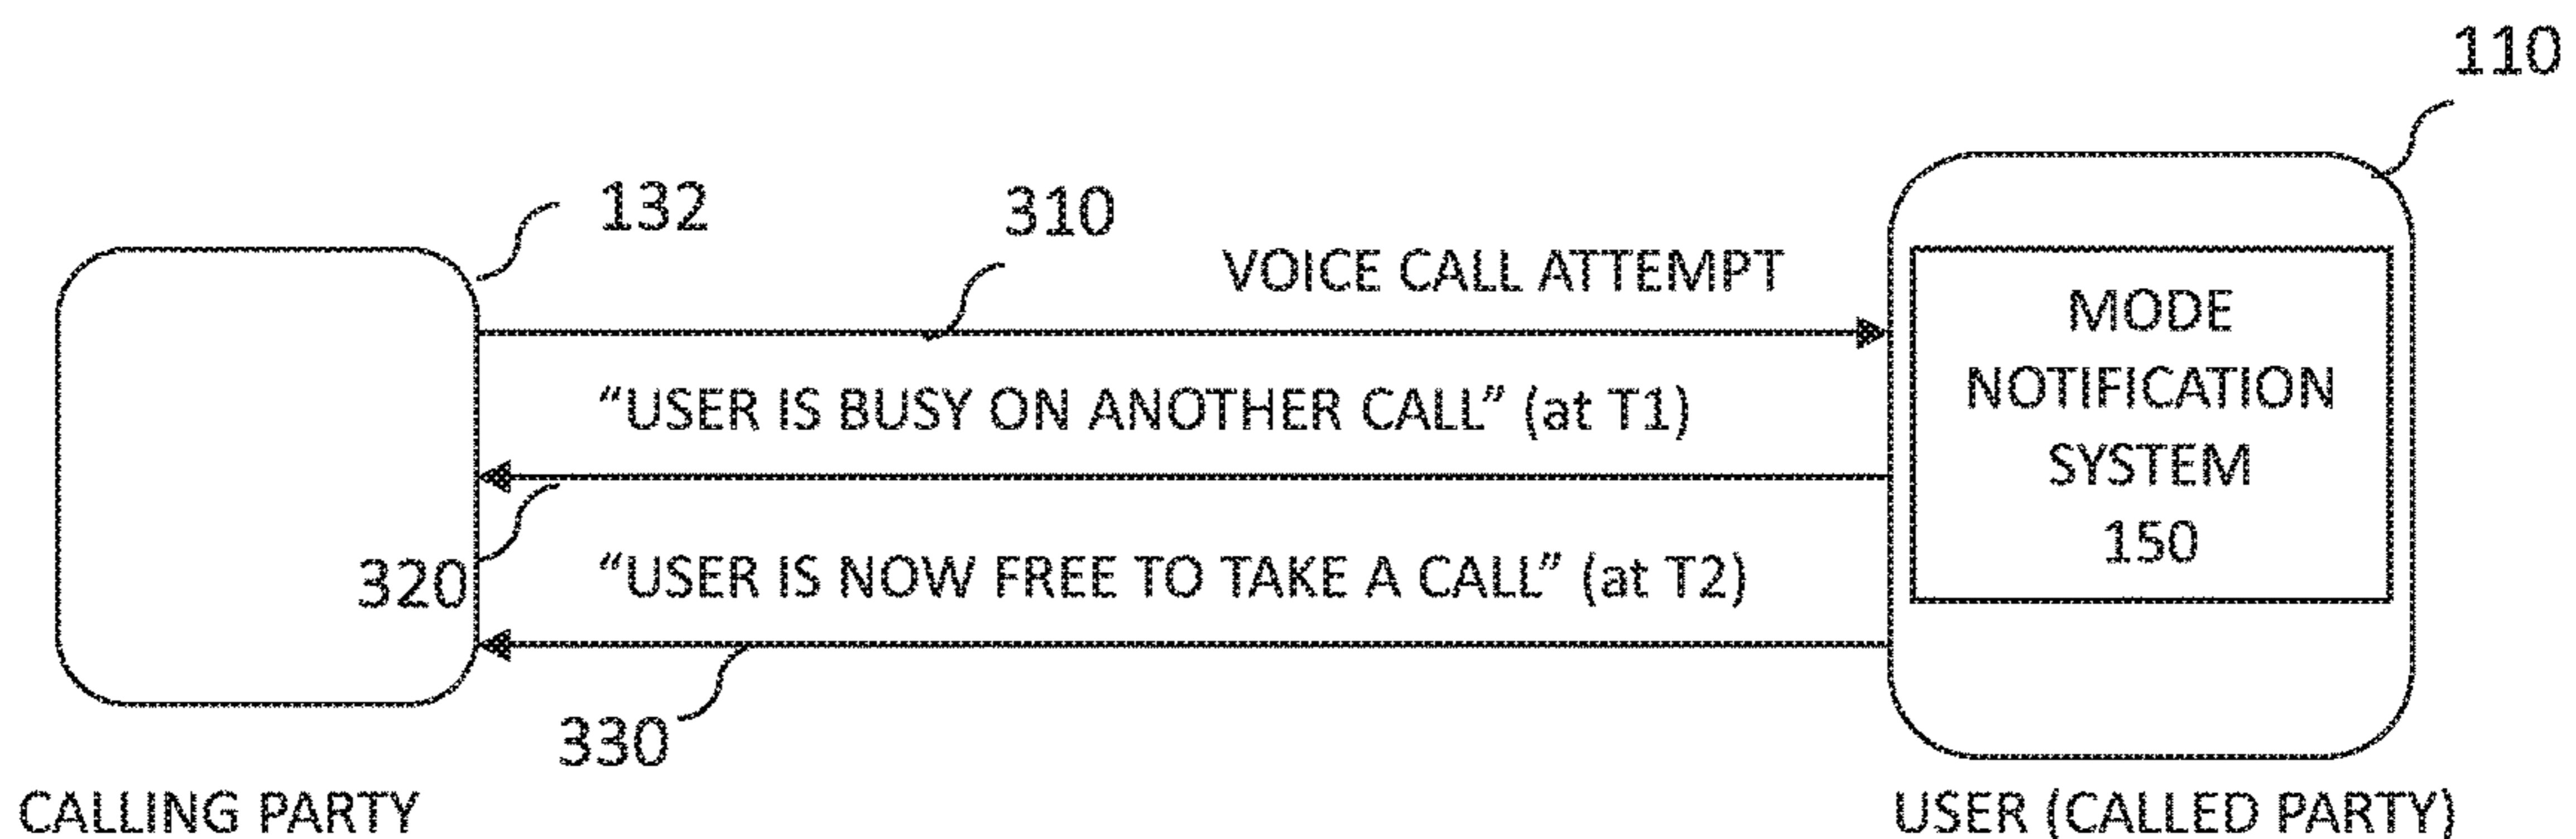 110
132
310
VOICE CALL ATTEMPT
MODE
NOTIFICATION
SYSTEM
150
“USER IS BUSY ON ANOTHER CALL” (at T1)
320
“USER IS NOW FREE TO TAKE A CALL” (at T2)
330
CALLING PARTY
USER (CALLED PARTY)